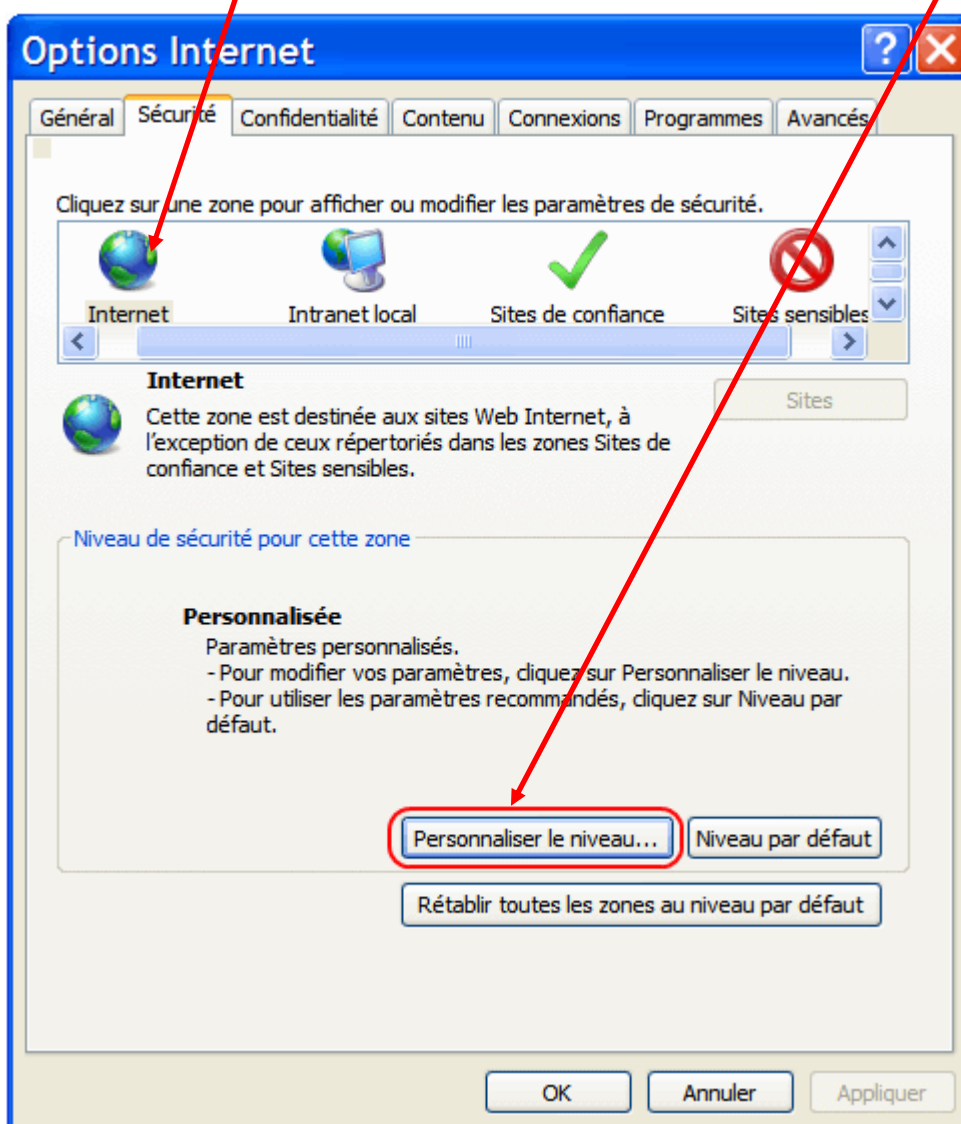 Options Internet
Général Sécurité Confidentialité Contenu Connexions Programmes Avancés
Cliquez sur une zone pour afficher ou modifier les paramètres de sécurité.
Internet Intranet local Sites de confiance Sites sensibles
Internet
Sites
Cette zone est destinée aux sites Web Internet, à
l'exception de ceux répertoriés dans les zones Sites de
confiance et Sites sensibles.
Niveau de sécurité pour cette zone
Personnalisée
Paramètres personnalisés.
- Pour modifier vos paramètres, cliquez sur Personnaliser le niveau.
- Pour utiliser les paramètres recommandés, cliquez sur Niveau par
défaut.
Personnaliser le niveau... Niveau par défaut
Rétablir toutes les zones au niveau par défaut
OK Annuler Appliquer